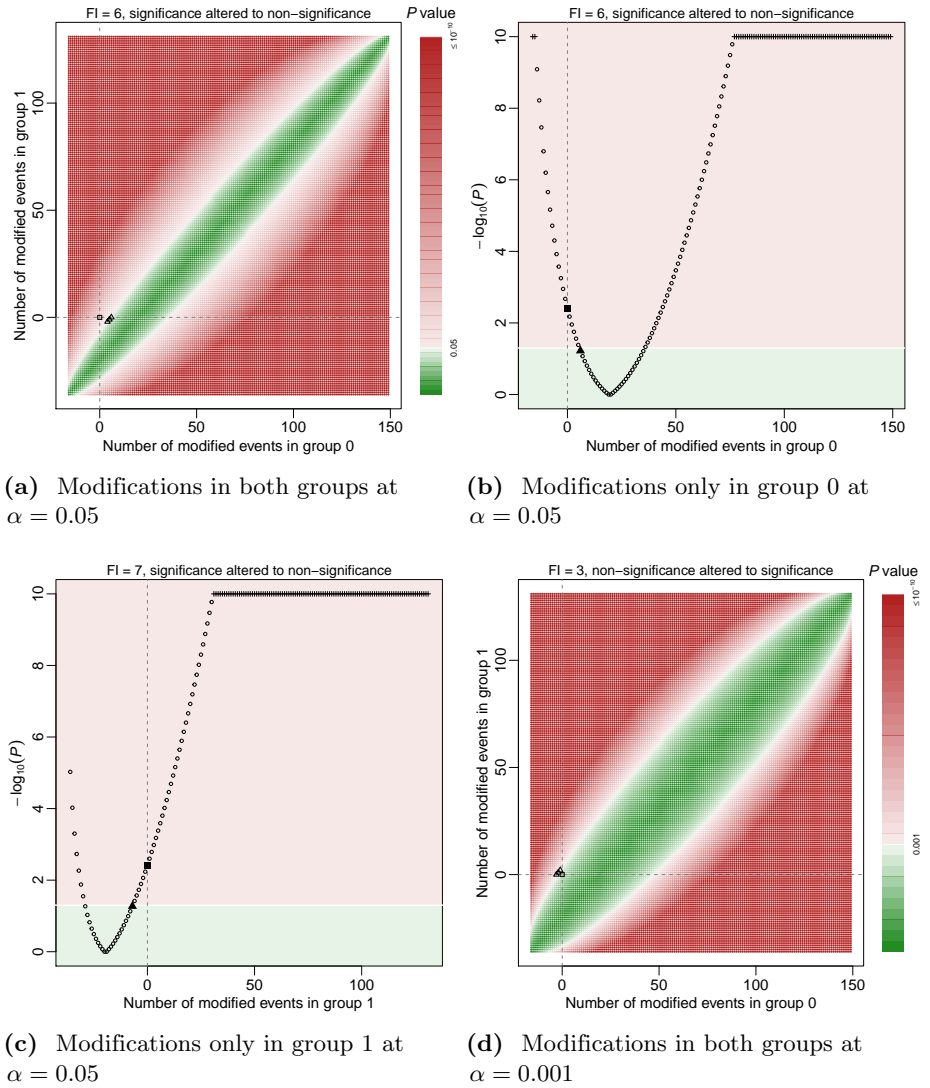 FI = 6, significance altered to non−significance
P value
≤ 10⁻¹⁰
0.05
Number of modified events in group 1
0
50
100
0
50
100
150
Number of modified events in group 0
(a) Modifications in both groups at
α = 0.05
FI = 6, significance altered to non−significance
− log₁₀(P)
0
2
4
6
8
10
0
50
100
150
Number of modified events in group 0
(b) Modifications only in group 0 at
α = 0.05
FI = 7, significance altered to non−significance
− log₁₀(P)
0
2
4
6
8
10
0
50
100
Number of modified events in group 1
(c) Modifications only in group 1 at
α = 0.05
FI = 3, non−significance altered to significance
P value
≤ 10⁻¹⁰
0.001
Number of modified events in group 1
0
50
100
0
50
100
150
Number of modified events in group 0
(d) Modifications in both groups at
α = 0.001